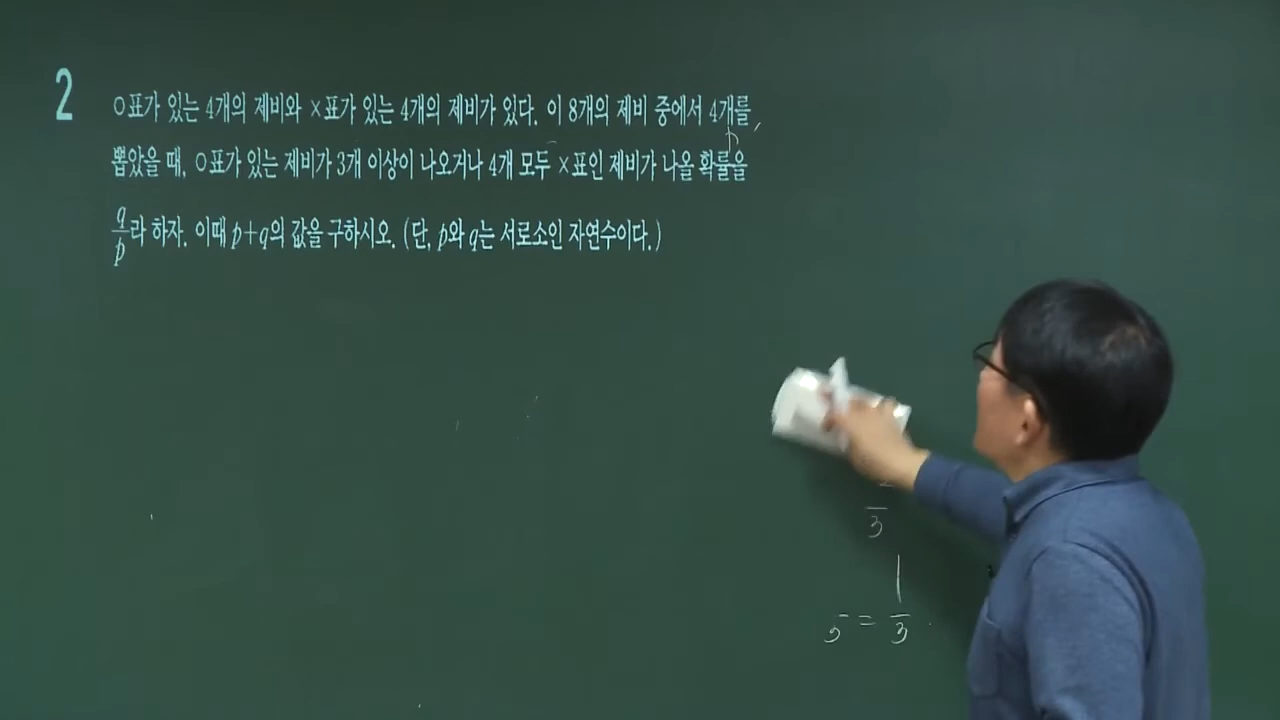 2
○표가 있는 4개의 제비와 ×표가 있는 4개의 제비가 있다. 이 8개의 제비 중에서 4개를
뽑았을 때, ○표가 있는 제비가 3개 이상이 나오거나 4개 모두 ×표인 제비가 나올 확률을
q/p라 하자. 이때 p+q의 값을 구하시오. (단, p와 q는 서로소인 자연수이다.)
3
1
5 = 3